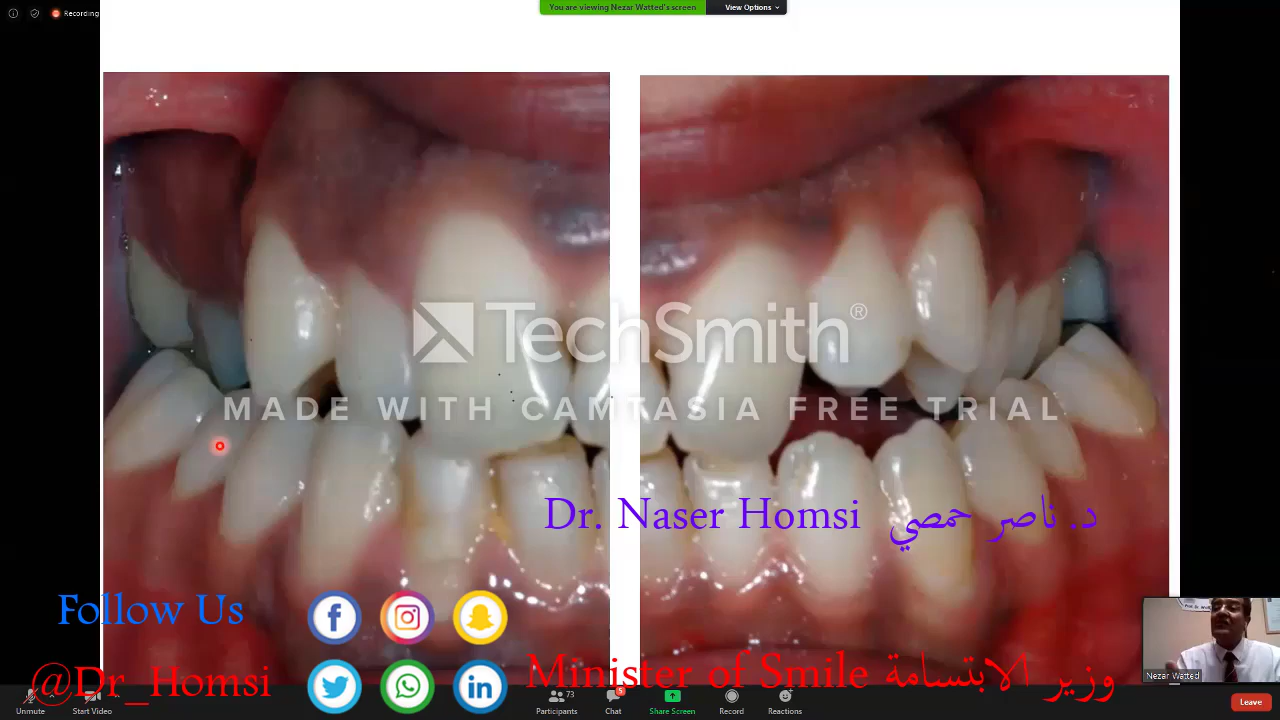 Recording
You are viewing Nezar Watted's screen
View Options
TechSmith®
MADE WITH CAMTASIA FREE TRIAL
Dr. Naser Homsi د. ناصر حمصي
Follow Us
@Dr_Homsi
Minister of Smile وزير الابتسامة
Nezar Watted
Unmute
Start Video
Participants
73
Chat
5
Share Screen
Record
Reactions
Leave